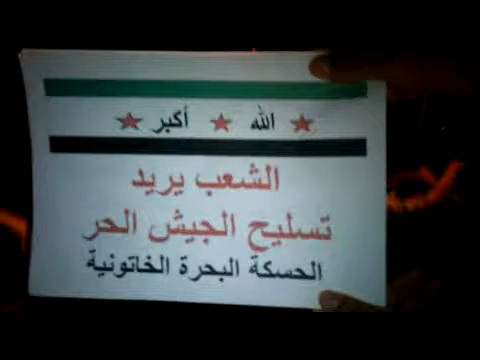 الله أكبر
الشعب يريد
تسليح الجيش الحر
الحسكة البحرة الخاتونية